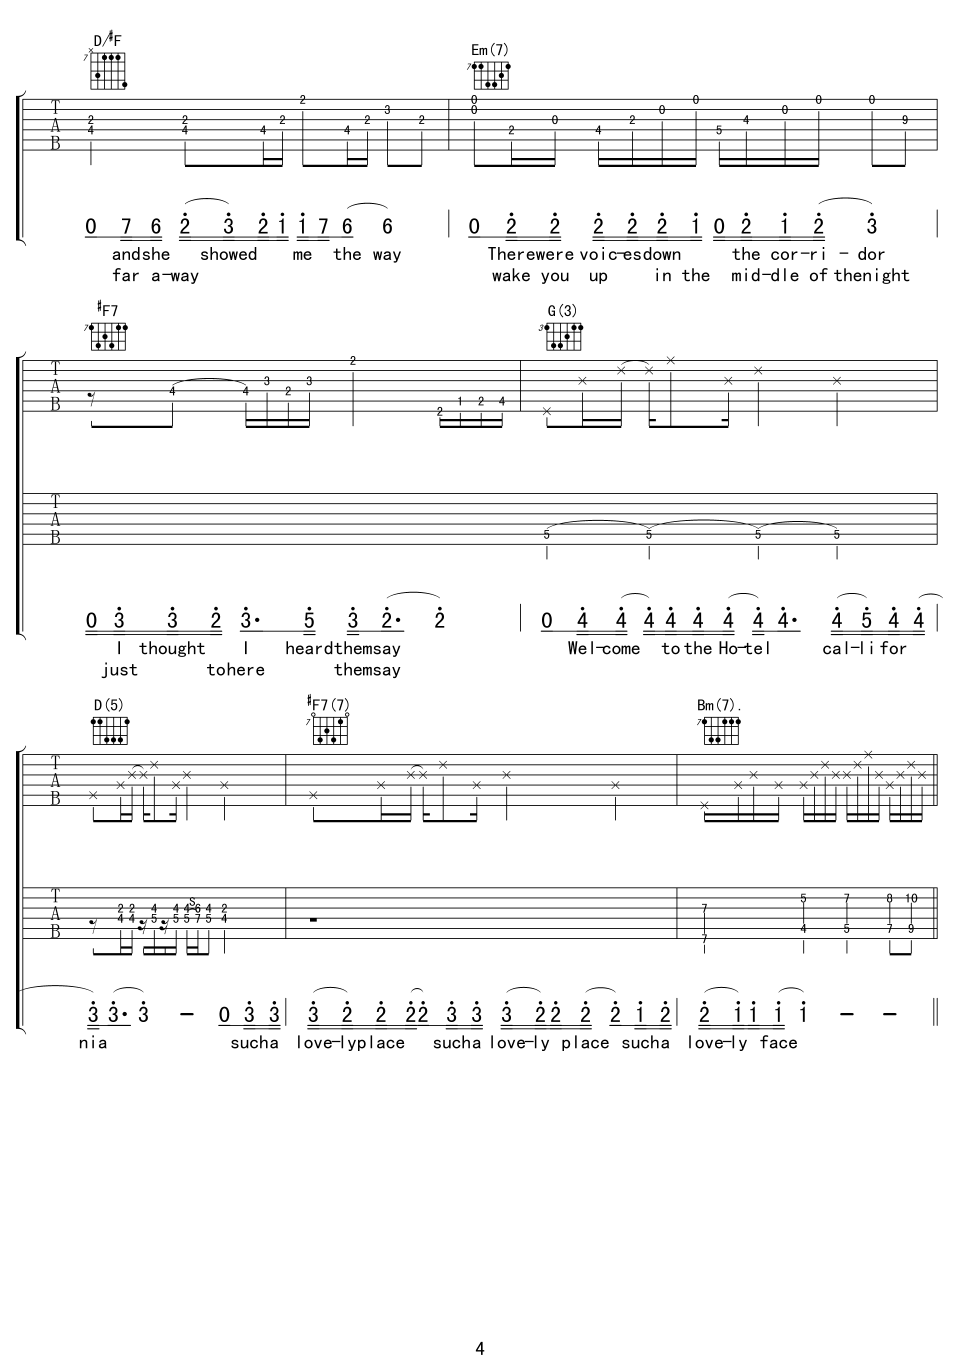 D/#F Em(7)
0 7 6 2 3 2 1 1 7 6 6 0 2 2 2 2 2 1 0 2 1 2 3
andshe showed me the way Therewere voic-esdown the cor-ri - dor
far a-way wake you up in the mid-dle of thenight
#F7 G(3)
0 3 3 2 3· 5 3 2· 2 0 4 4 4 4 4 4 4 4· 4 5 4 4
I thought I heardthemsay Wel-come to the Ho-tel cal-li for
just tohere themsay
D(5) #F7(7) Bm(7).
3 3· 3 - 0 3 3 3 2 2 2 2 3 3 3 2 2 2 2 1 2 2 1 1 1 1 - -
nia sucha love-lyplace sucha love-ly place sucha love-ly face
4